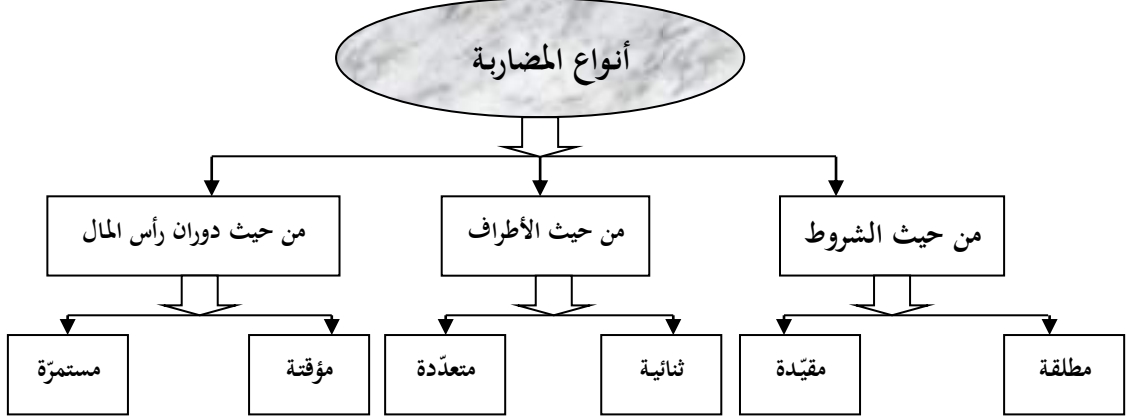 أنواع المضاربة
من حيث الشروط
من حيث الأطراف
من حيث دوران رأس المال
مطلقة
مقيّدة
ثنائية
متعدّدة
مؤقتة
مستمرّة